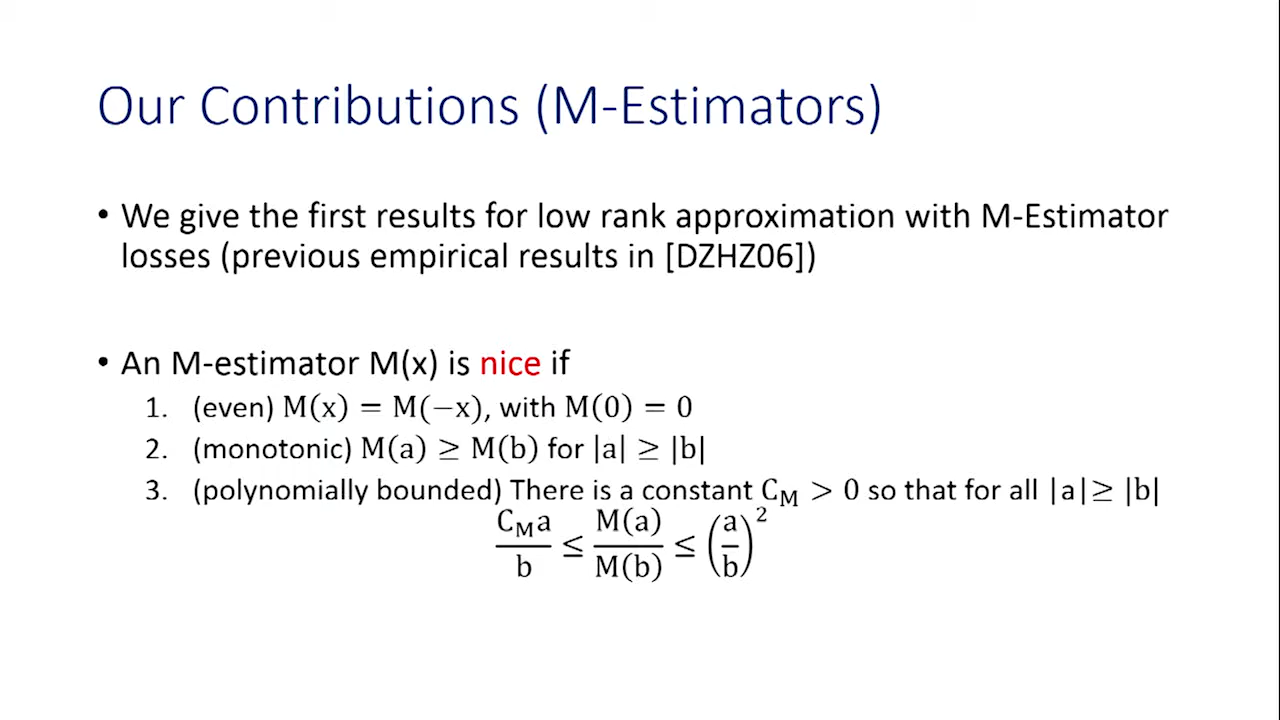 Our Contributions (M-Estimators)
• We give the first results for low rank approximation with M-Estimator
losses (previous empirical results in [DZHZ06])
• An M-estimator M(x) is nice if
1. (even) M(x) = M(−x), with M(0) = 0
2. (monotonic) M(a) ≥ M(b) for |a| ≥ |b|
3. (polynomially bounded) There is a constant C_M > 0 so that for all |a| ≥ |b|
C_M a / b ≤ M(a) / M(b) ≤ (a / b)^2